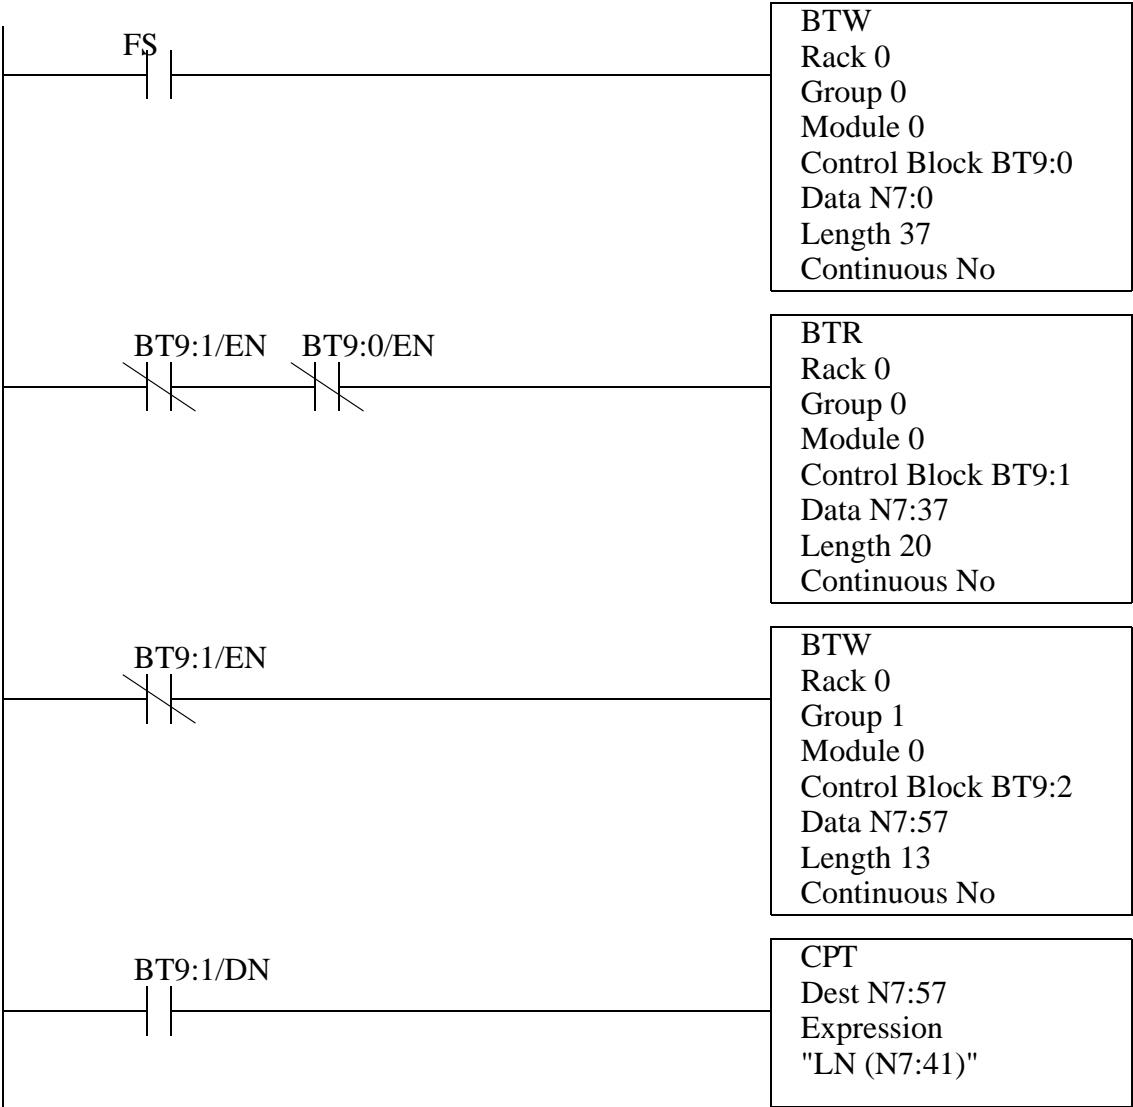 FS
BTW
Rack 0
Group 0
Module 0
Control Block BT9:0
Data N7:0
Length 37
Continuous No
BT9:1/EN BT9:0/EN
BTR
Rack 0
Group 0
Module 0
Control Block BT9:1
Data N7:37
Length 20
Continuous No
BT9:1/EN
BTW
Rack 0
Group 1
Module 0
Control Block BT9:2
Data N7:57
Length 13
Continuous No
BT9:1/DN
CPT
Dest N7:57
Expression
"LN (N7:41)"